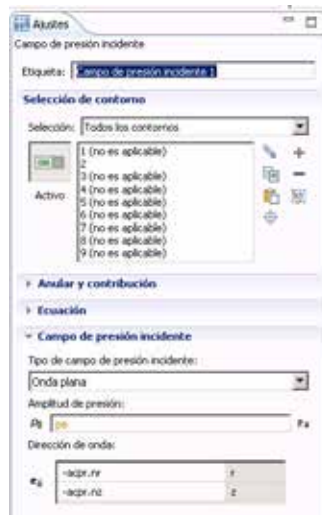 Ajustes
Campo de presión incidente
Etiqueta: Campo de presión incidente 1
Selección de contorno
Selección: Todos los contornos
Activo
1 (no es aplicable)
2
3 (no es aplicable)
4 (no es aplicable)
5 (no es aplicable)
6 (no es aplicable)
7 (no es aplicable)
8 (no es aplicable)
9 (no es aplicable)
Anular y contribución
Ecuación
Campo de presión incidente
Tipo de campo de presión incidente:
Onda plana
Amplitud de presión:
Pa
Dirección de onda:
-acpr.nr r
-acpr.nz z